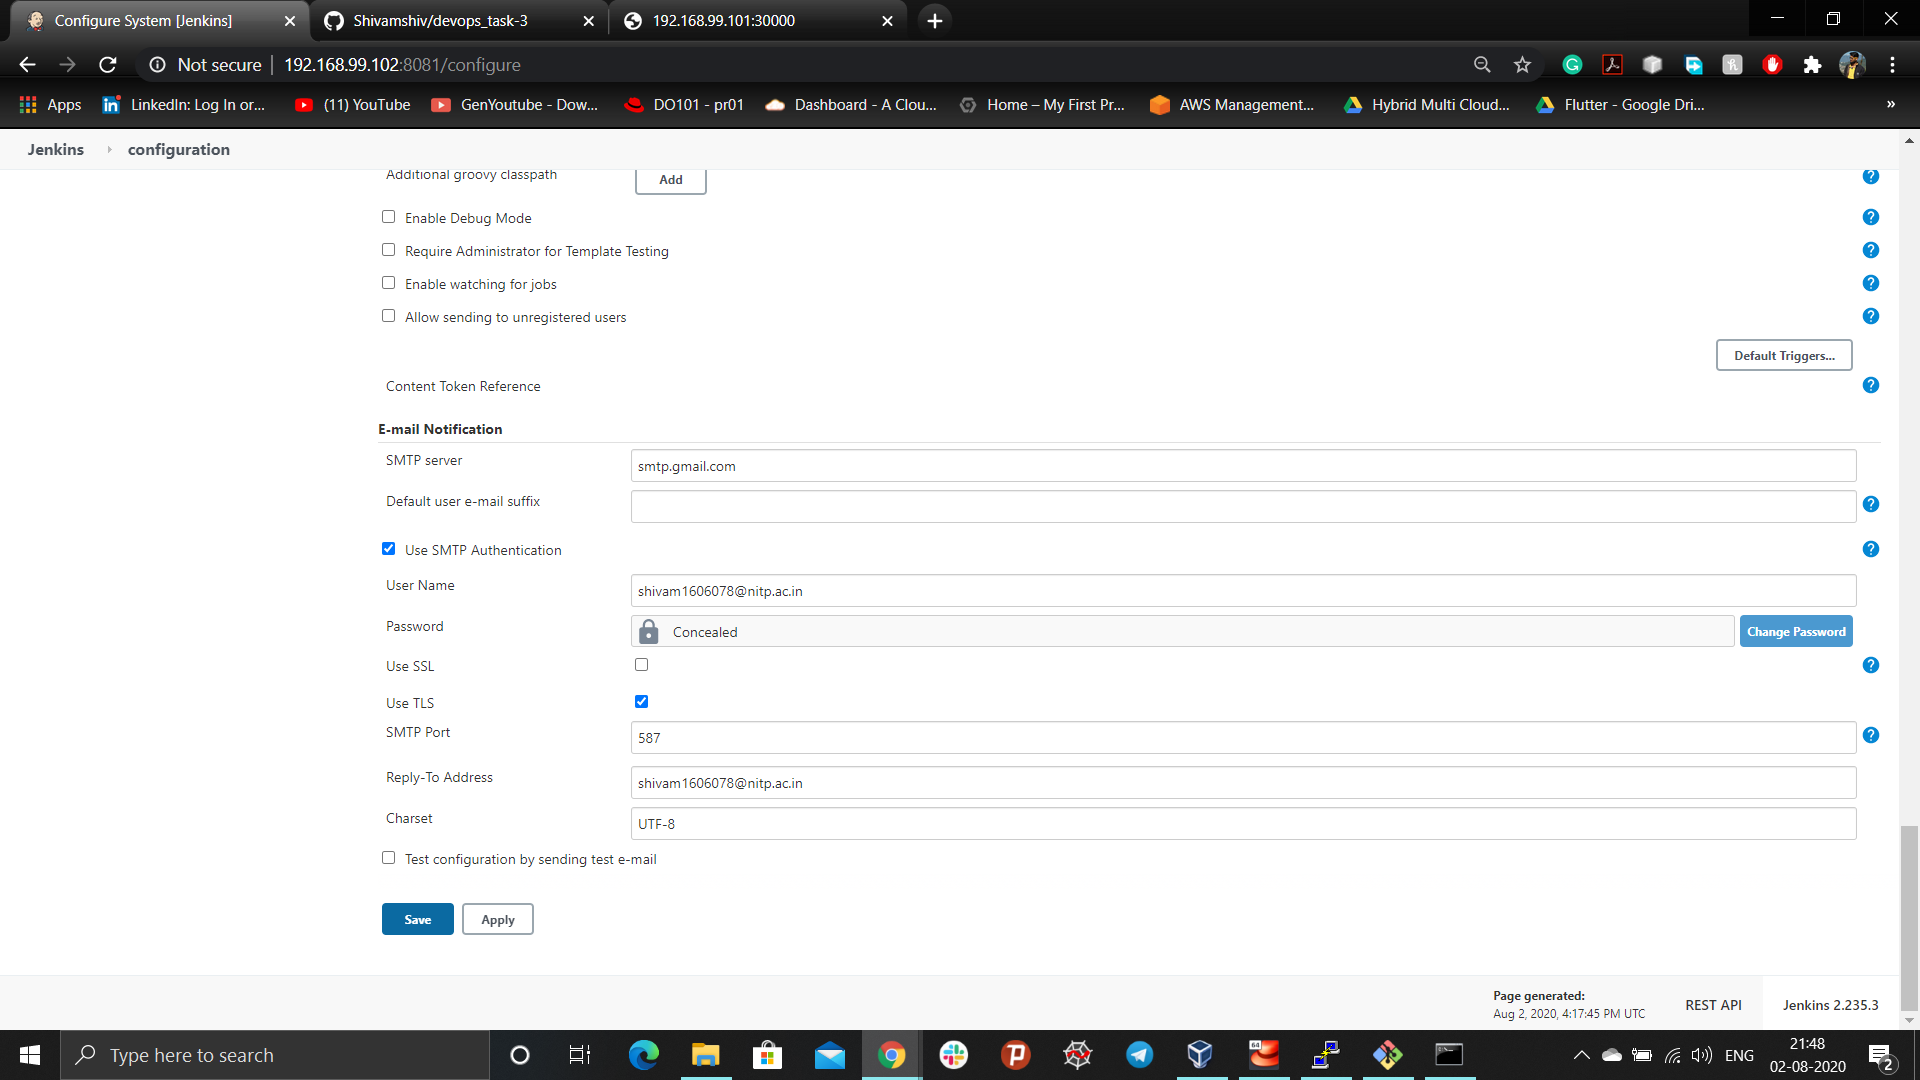 Configure System [Jenkins]
Shivamshiv/devops_task-3
192.168.99.101:30000
Not secure
192.168.99.102:8081/configure
Apps
LinkedIn: Log In or...
(11) YouTube
GenYoutube - Dow...
DO101 - pr01
Dashboard - A Clou...
Home – My First Pr...
AWS Management...
Hybrid Multi Cloud...
Flutter - Google Dri...
»
Jenkins
configuration
Additional groovy classpath
Add
Enable Debug Mode
Require Administrator for Template Testing
Enable watching for jobs
Allow sending to unregistered users
Default Triggers...
Content Token Reference
E-mail Notification
SMTP server
smtp.gmail.com
Default user e-mail suffix
Use SMTP Authentication
User Name
shivam1606078@nitp.ac.in
Password
Concealed
Change Password
Use SSL
Use TLS
SMTP Port
587
Reply-To Address
shivam1606078@nitp.ac.in
Charset
UTF-8
Test configuration by sending test e-mail
Save
Apply
Page generated:
Aug 2, 2020, 4:17:45 PM UTC
REST API
Jenkins 2.235.3
Type here to search
ENG
21:48
02-08-2020
2